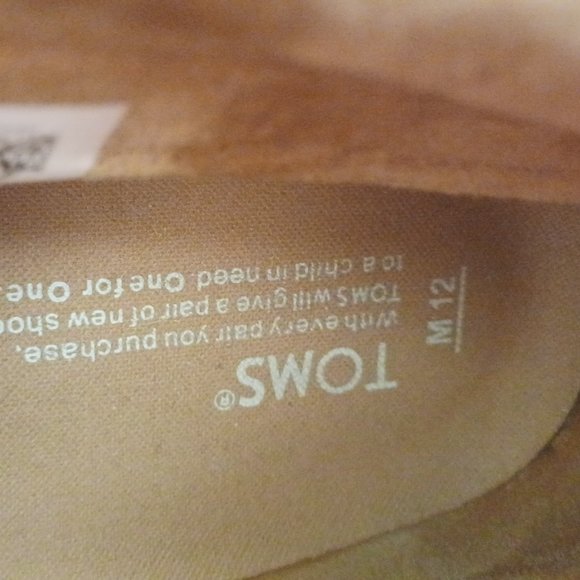 TOMS®
With every pair you purchase,
TOMS will give a pair of new shoes
to a child in need. One for One.
M 12